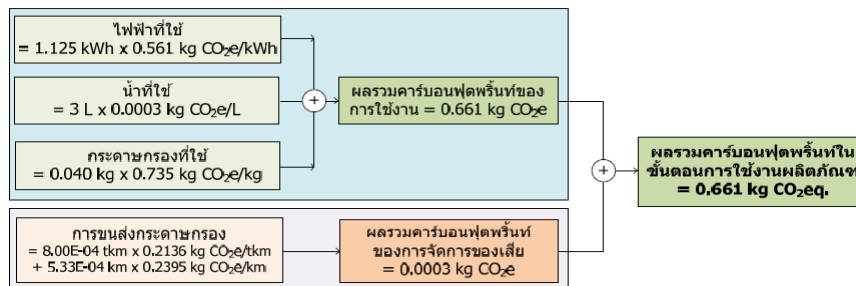 ไฟฟ้าที่ใช้
= 1.125 kWh x 0.561 kg CO2e/kWh
น้ำที่ใช้
= 3 L x 0.0003 kg CO2e/L
กระดาษกรองที่ใช้
= 0.040 kg x 0.735 kg CO2e/kg
+
ผลรวมคาร์บอนฟุตพริ้นท์ของ
การใช้งาน = 0.661 kg CO2e
การขนส่งกระดาษกรอง
= 8.00E-04 tkm x 0.2136 kg CO2e/tkm
+ 5.33E-04 km x 0.2395 kg CO2e/km
ผลรวมคาร์บอนฟุตพริ้นท์
ของการจัดการของเสีย
= 0.0003 kg CO2e
+
ผลรวมคาร์บอนฟุตพริ้นท์ใน
ขั้นตอนการใช้งานผลิตภัณฑ์
= 0.661 kg CO2eq.